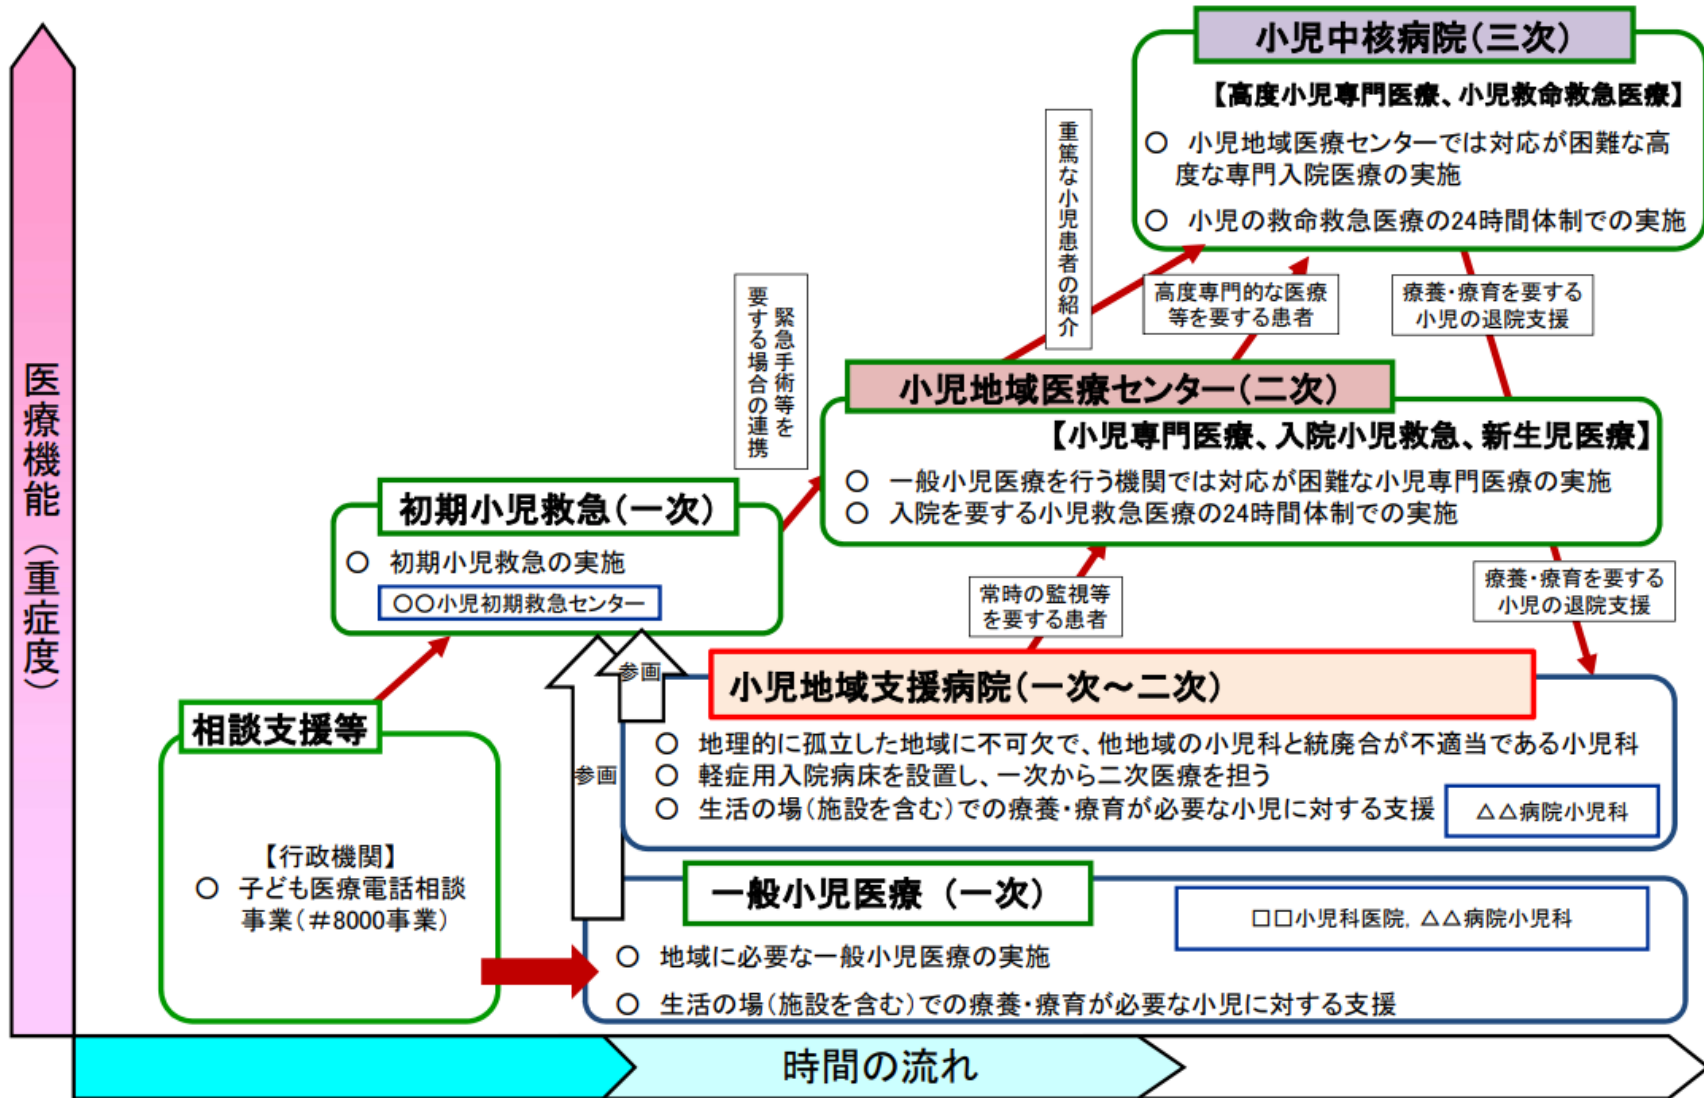 小児中核病院(三次)
【高度小児専門医療、小児救命救急医療】
○ 小児地域医療センターでは対応が困難な高
度な専門入院医療の実施
○ 小児の救命救急医療の24時間体制での実施
重篤な小児患者の紹介
高度専門的な医療
等を要する患者
療養・療育を要する
小児の退院支援
緊急手術等を
要する場合の連携
小児地域医療センター(二次)
【小児専門医療、入院小児救急、新生児医療】
○ 一般小児医療を行う機関では対応が困難な小児専門医療の実施
○ 入院を要する小児救急医療の24時間体制での実施
初期小児救急(一次)
○ 初期小児救急の実施
○○小児初期救急センター
常時の監視等
を要する患者
療養・療育を要する
小児の退院支援
医療機能(重症度)
参画
小児地域支援病院(一次～二次)
○ 地理的に孤立した地域に不可欠で、他地域の小児科と統廃合が不適当である小児科
○ 軽症用入院病床を設置し、一次から二次医療を担う
○ 生活の場(施設を含む)での療養・療育が必要な小児に対する支援
△△病院小児科
相談支援等
【行政機関】
○ 子ども医療電話相談
事業(#8000事業)
参画
一般小児医療 (一次)
□□小児科医院, △△病院小児科
○ 地域に必要な一般小児医療の実施
○ 生活の場(施設を含む)での療養・療育が必要な小児に対する支援
時間の流れ